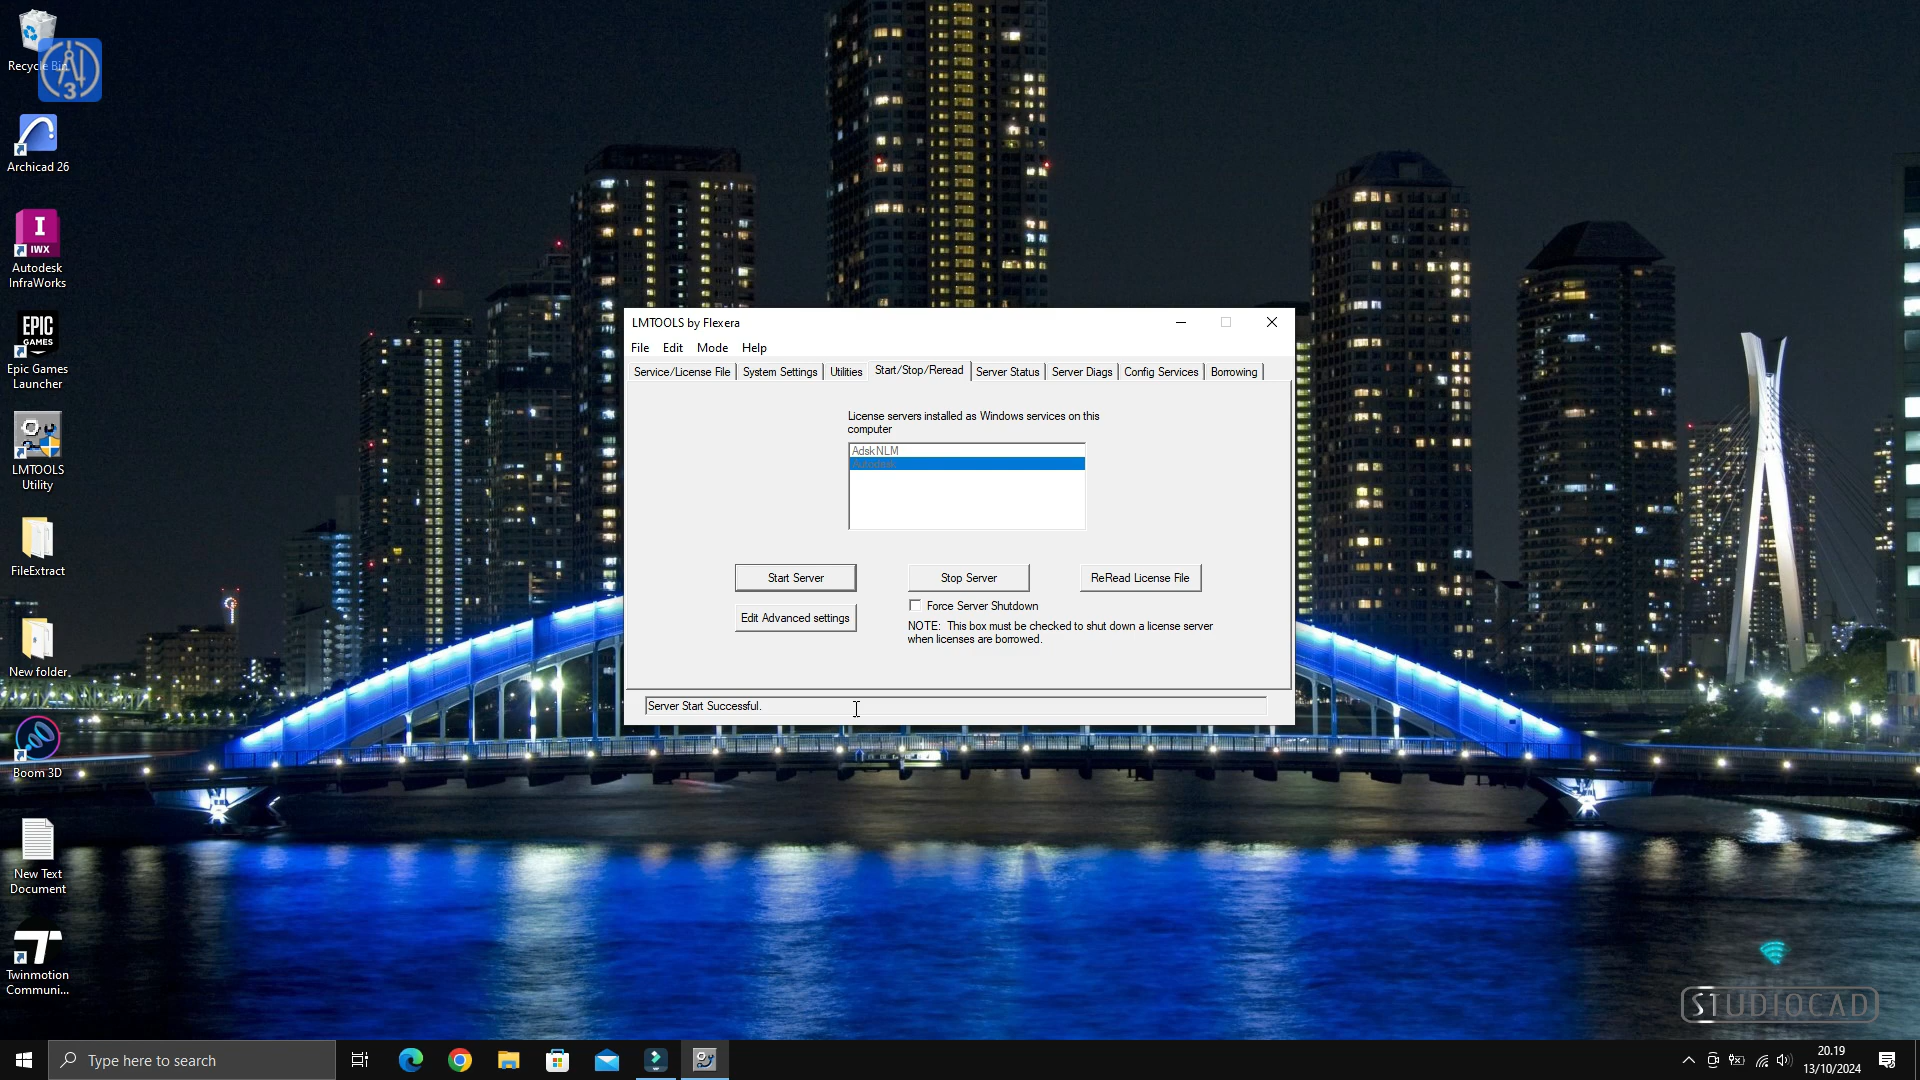 Recycle Bin
3
Archicad 26
I
IWX
Autodesk
InfraWorks
EPIC
GAMES
Epic Games
Launcher
LMTOOLS
Utility
FileExtract
New folder
Boom 3D
New Text
Document
Twinmotion
Communi...
LMTOOLS by Flexera
File Edit Mode Help
Service/License File System Settings Utilities Start/Stop/Reread Server Status Server Diags Config Services Borrowing
License servers installed as Windows services on this
computer
AdskNLM
Start Server Stop Server ReRead License File
Force Server Shutdown
Edit Advanced settings
NOTE: This box must be checked to shut down a license server
when licenses are borrowed.
Server Start Successful.
STUDIOCAD
Type here to search
20.19
13/10/2024